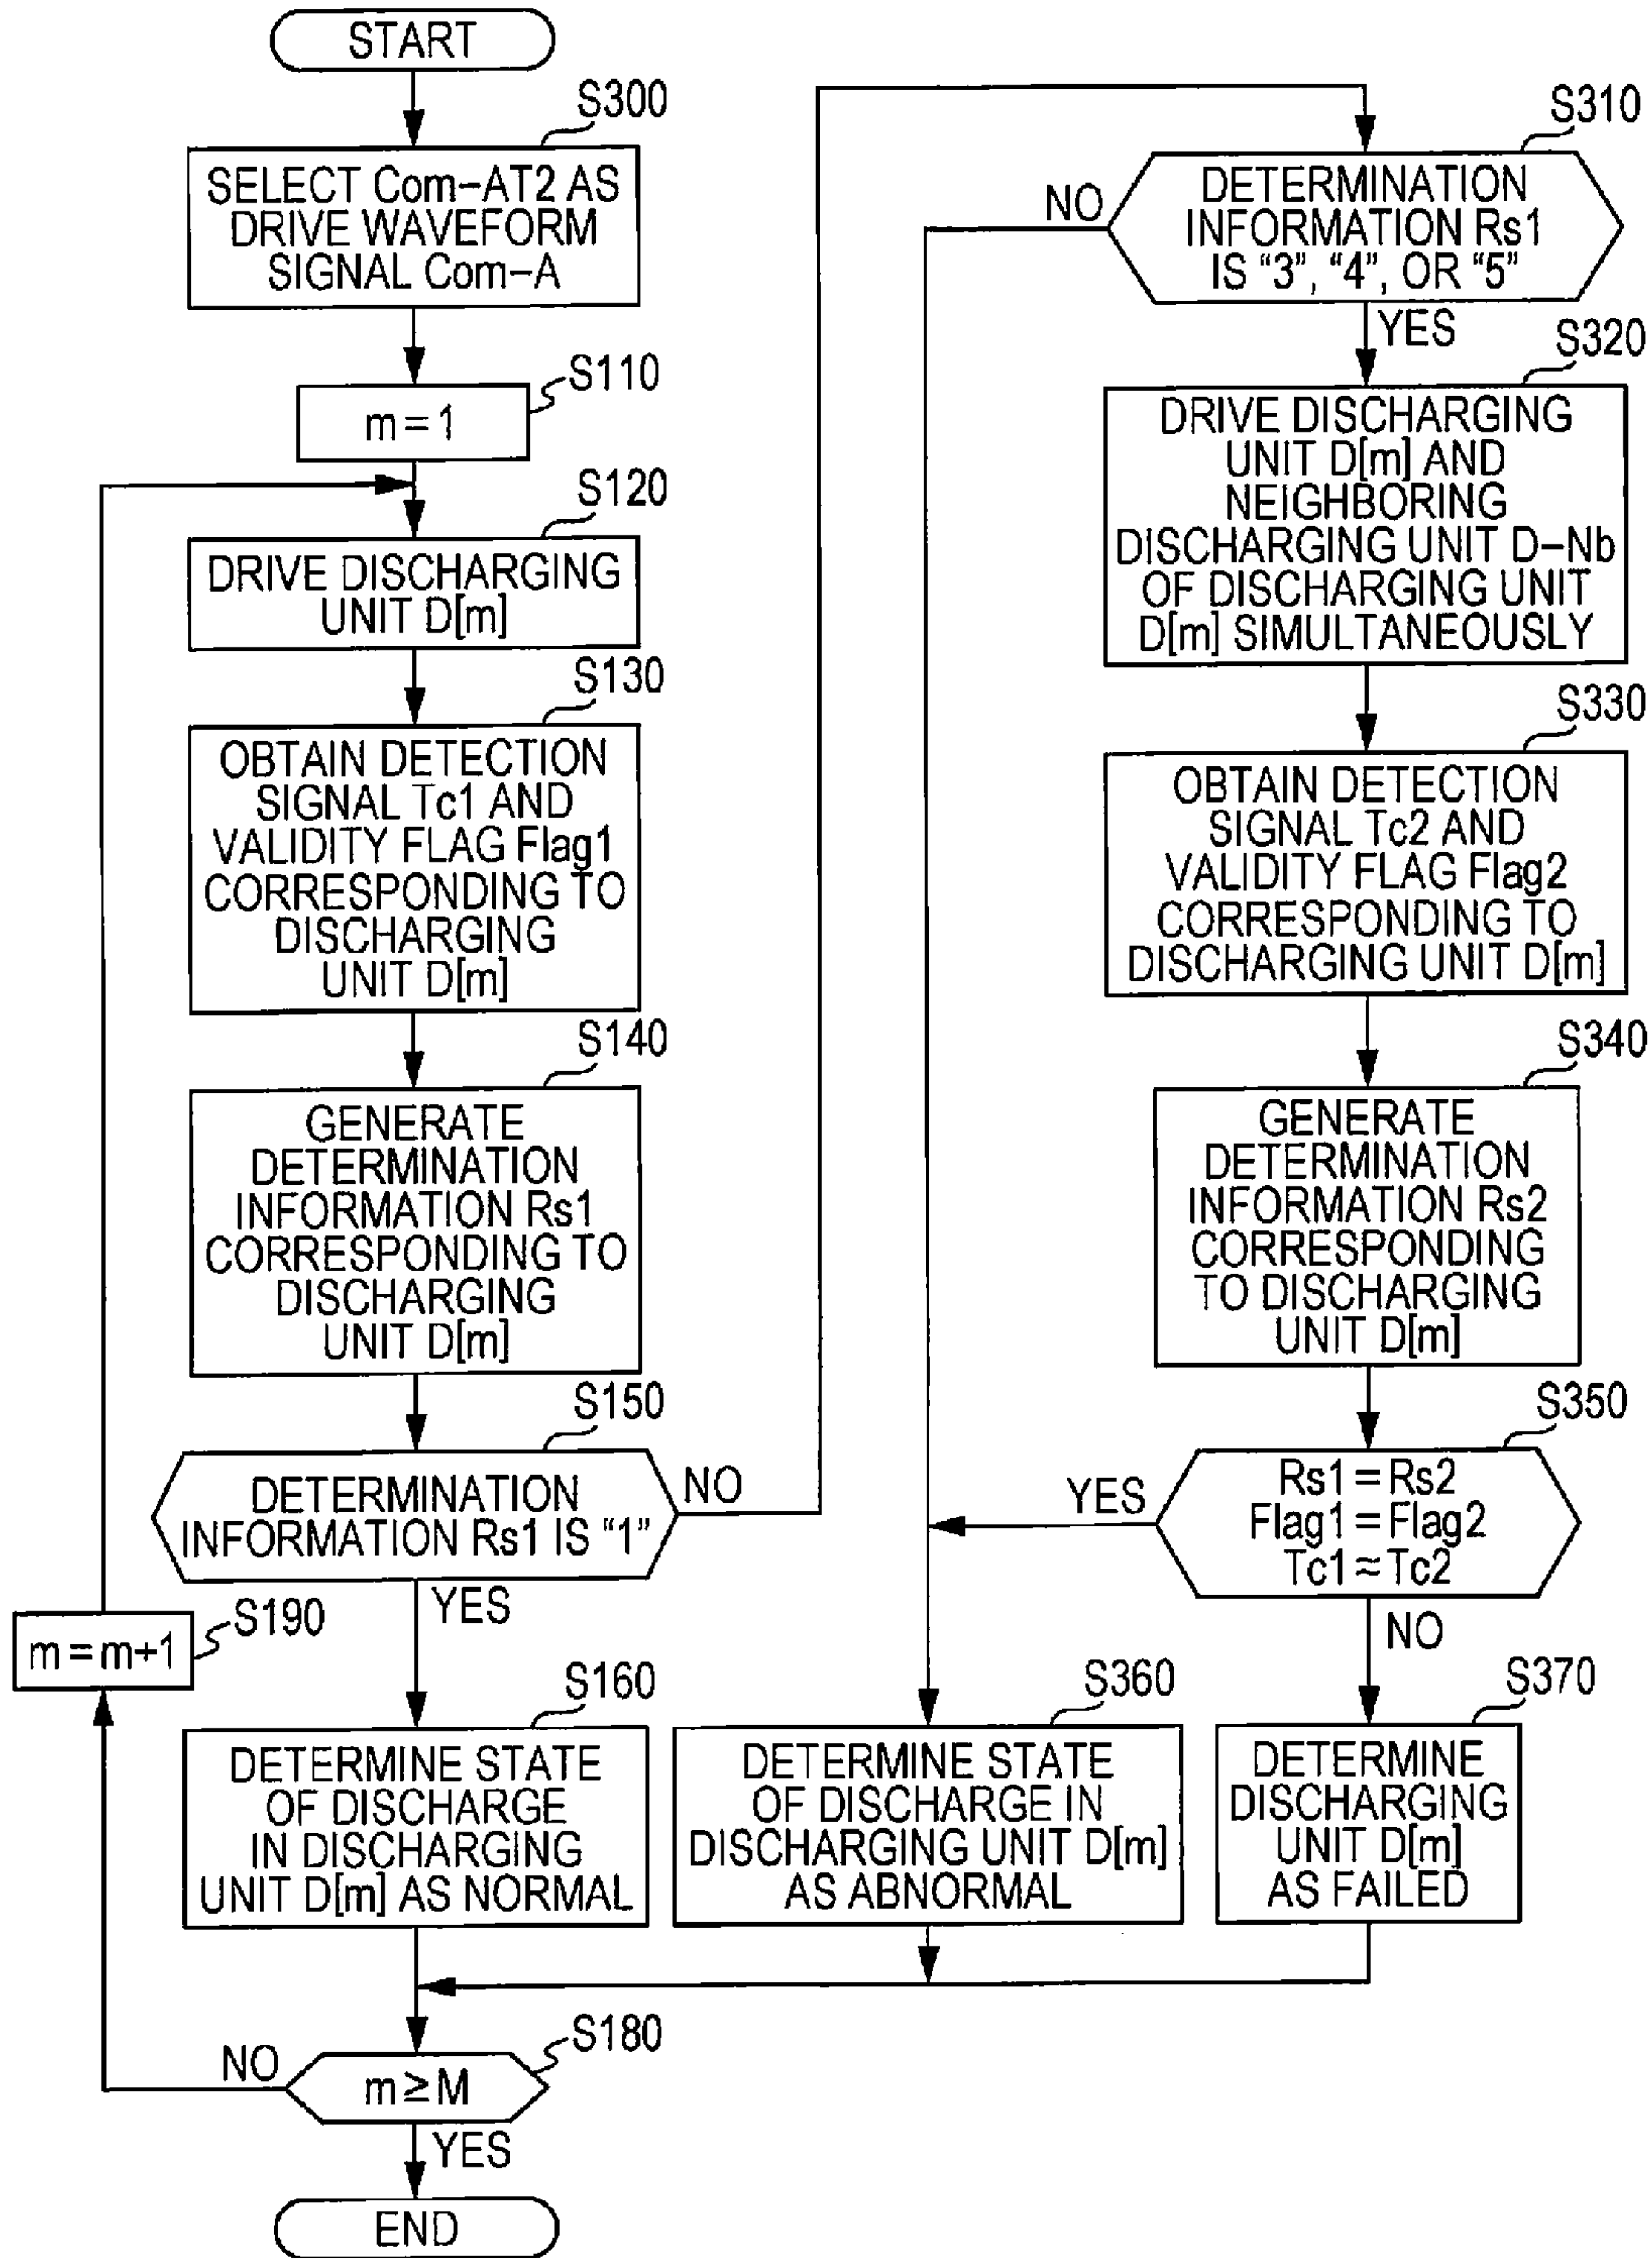 START
S300
SELECT Com-AT2 AS
DRIVE WAVEFORM
SIGNAL Com-A
S110
m = 1
S120
DRIVE DISCHARGING
UNIT D[m]
S130
OBTAIN DETECTION
SIGNAL Tc1 AND
VALIDITY FLAG Flag1
CORRESPONDING TO
DISCHARGING
UNIT D[m]
S140
GENERATE
DETERMINATION
INFORMATION Rs1
CORRESPONDING TO
DISCHARGING
UNIT D[m]
S150
DETERMINATION
INFORMATION Rs1 IS “1”
NO
YES
S190
m = m+1
S160
DETERMINE STATE
OF DISCHARGE
IN DISCHARGING
UNIT D[m] AS NORMAL
S310
DETERMINATION
INFORMATION Rs1
IS “3”, “4”, OR “5”
NO
YES
S320
DRIVE DISCHARGING
UNIT D[m] AND
NEIGHBORING
DISCHARGING UNIT D-Nb
OF DISCHARGING UNIT
D[m] SIMULTANEOUSLY
S330
OBTAIN DETECTION
SIGNAL Tc2 AND
VALIDITY FLAG Flag2
CORRESPONDING TO
DISCHARGING UNIT D[m]
S340
GENERATE
DETERMINATION
INFORMATION Rs2
CORRESPONDING
TO DISCHARGING
UNIT D[m]
S350
Rs1 = Rs2
Flag1 = Flag2
Tc1 ≈ Tc2
YES
NO
S360
DETERMINE STATE
OF DISCHARGE IN
DISCHARGING UNIT D[m]
AS ABNORMAL
S370
DETERMINE
DISCHARGING
UNIT D[m]
AS FAILED
S180
m ≥ M
NO
YES
END